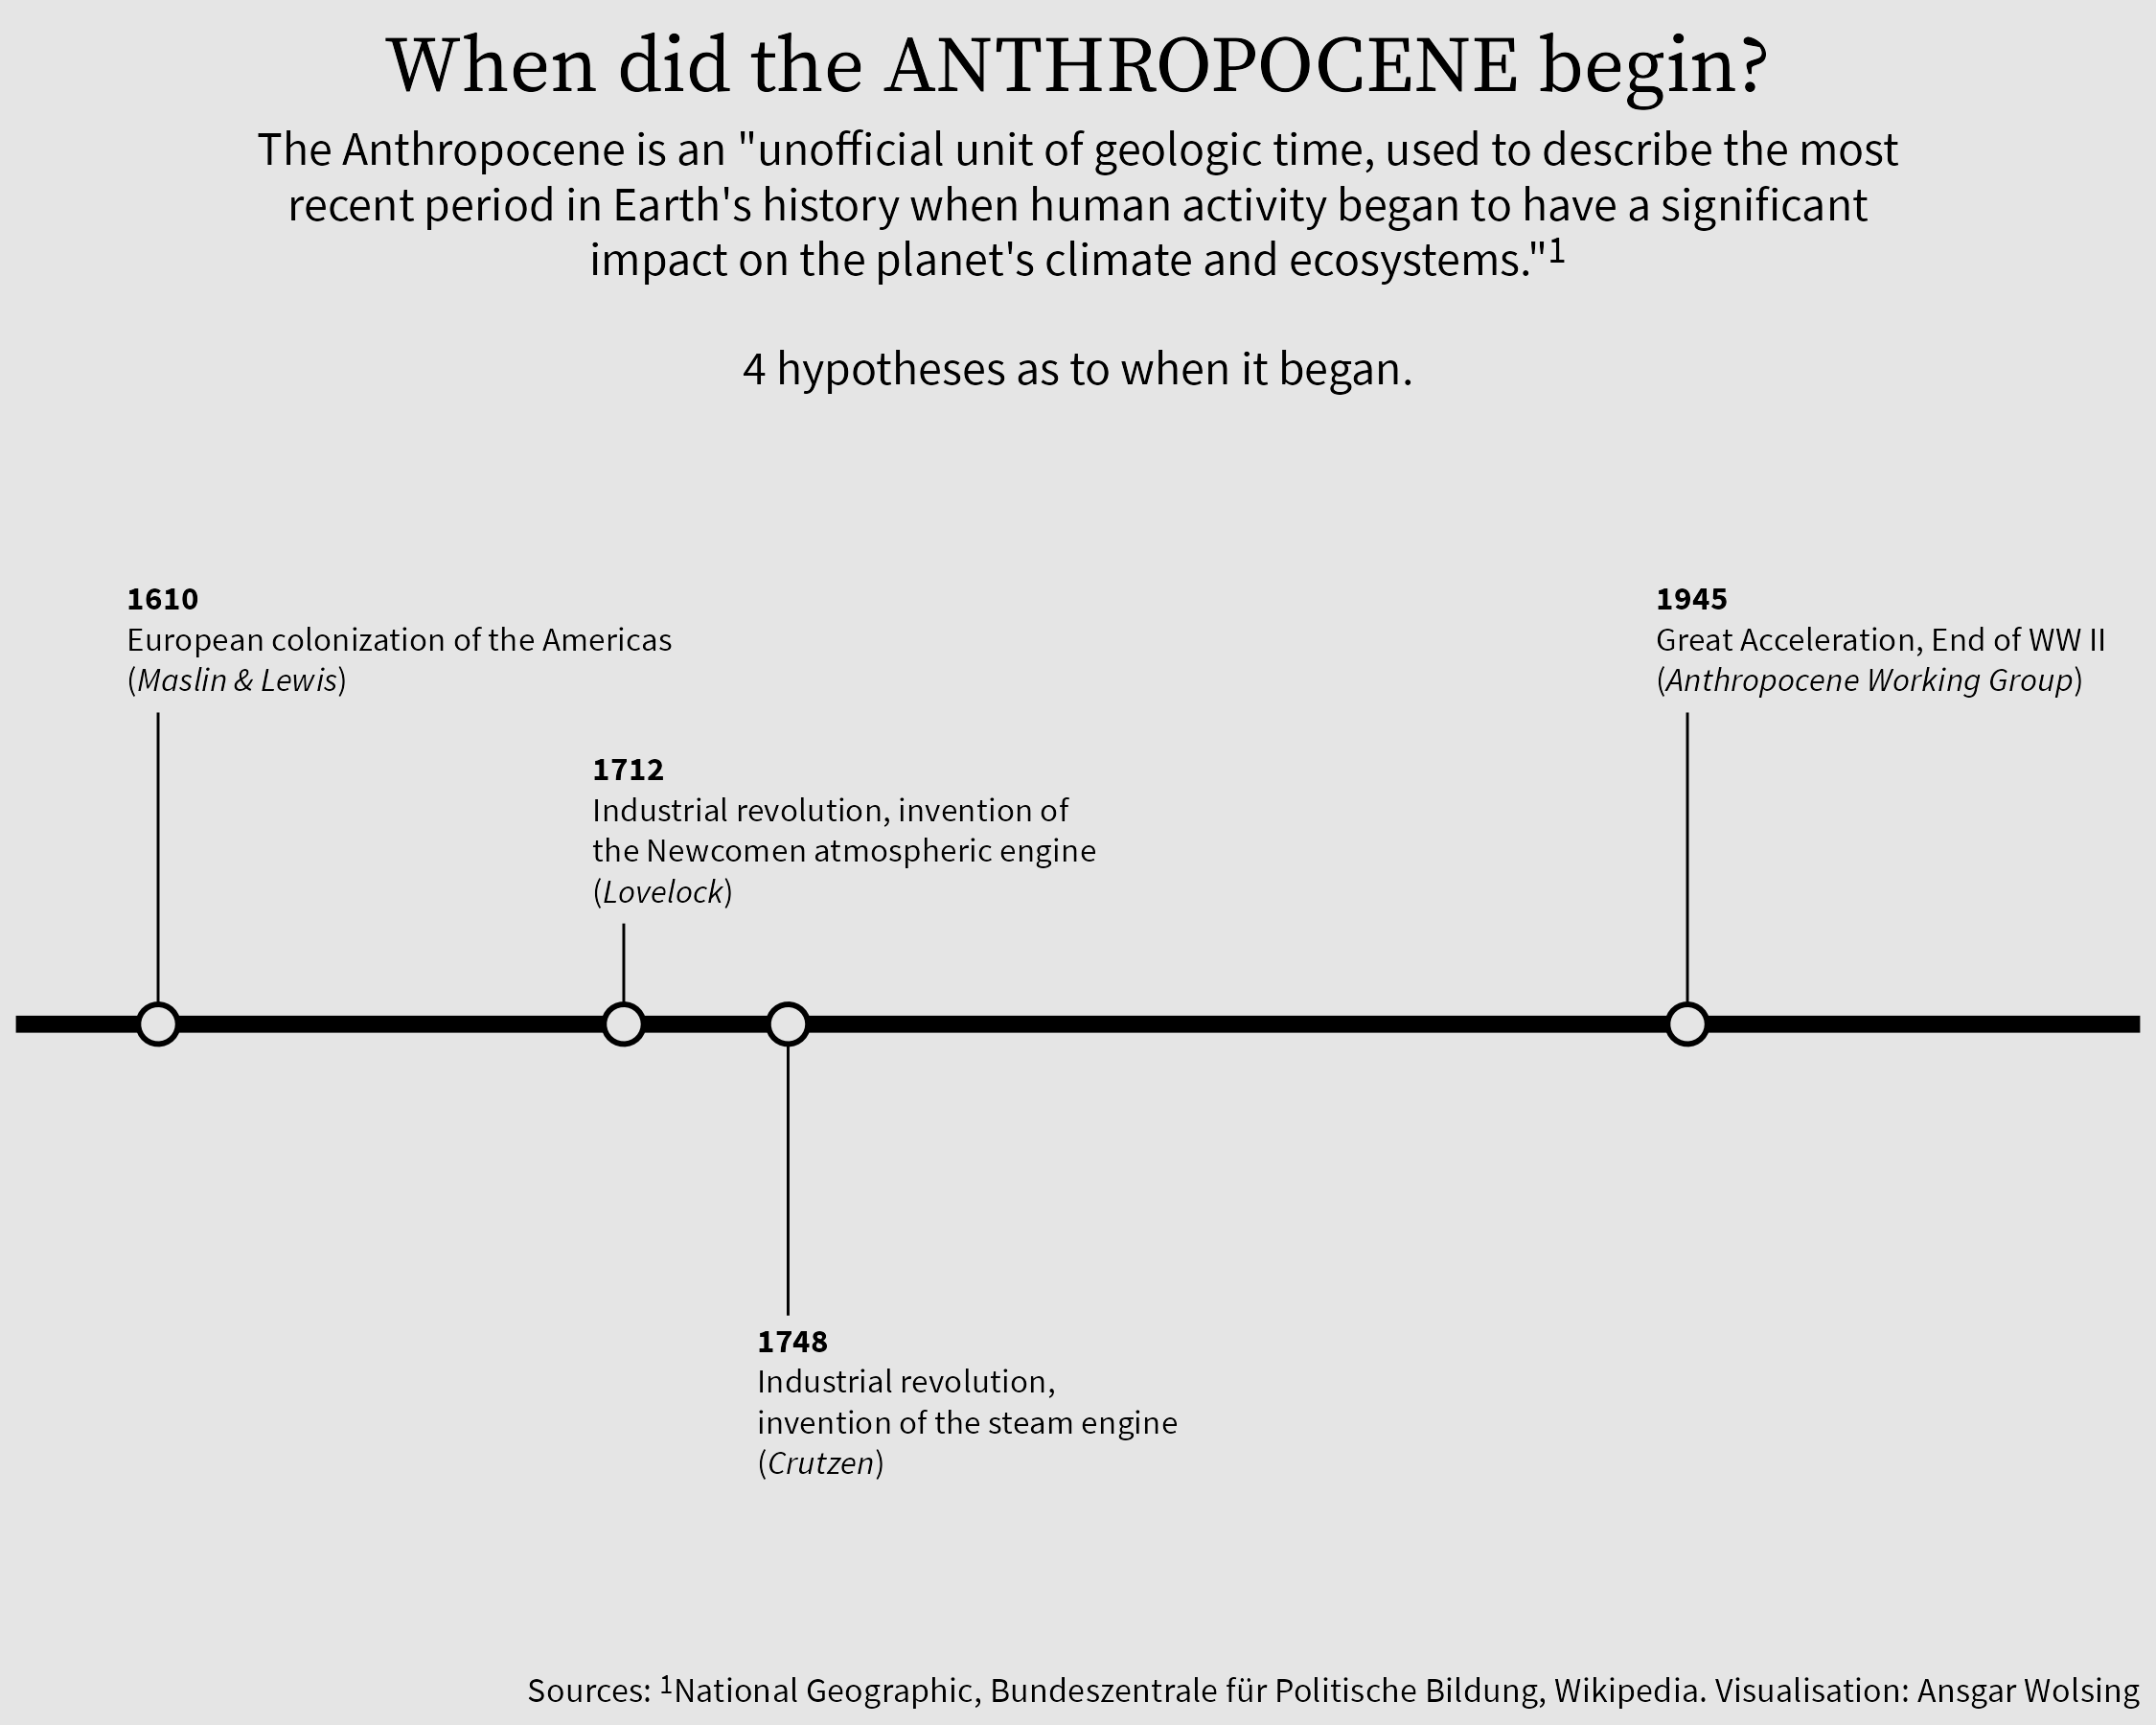 When did the ANTHROPOCENE begin?
The Anthropocene is an "unofficial unit of geologic time, used to describe the most
recent period in Earth's history when human activity began to have a significant
impact on the planet's climate and ecosystems."¹
4 hypotheses as to when it began.
1610
European colonization of the Americas
(Maslin & Lewis)
1712
Industrial revolution, invention of
the Newcomen atmospheric engine
(Lovelock)
1748
Industrial revolution,
invention of the steam engine
(Crutzen)
1945
Great Acceleration, End of WW II
(Anthropocene Working Group)
Sources: ¹National Geographic, Bundeszentrale für Politische Bildung, Wikipedia. Visualisation: Ansgar Wolsing